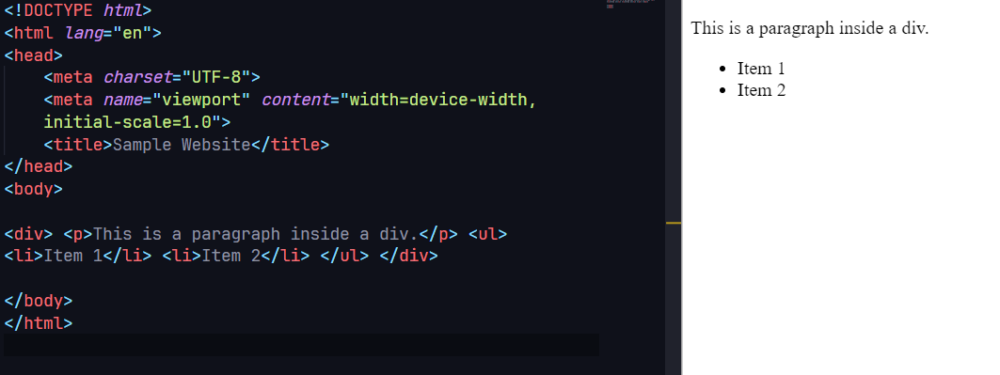 <!DOCTYPE html>
<html lang="en">
<head>
    <meta charset="UTF-8">
    <meta name="viewport" content="width=device-width,
    initial-scale=1.0">
    <title>Sample Website</title>
</head>
<body>
<div> <p>This is a paragraph inside a div.</p> <ul>
<li>Item 1</li> <li>Item 2</li> </ul> </div>
</body>
</html>
This is a paragraph inside a div.
• Item 1
• Item 2